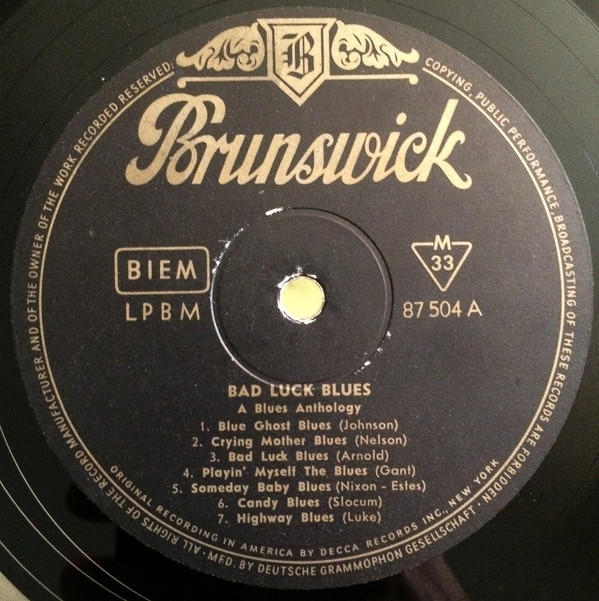 B
Brunswick
BIEM
LPBM
M
33
87 504 A
BAD LUCK BLUES
A Blues Anthology
1. Blue Ghost Blues (Johnson)
2. Crying Mother Blues (Nelson)
3. Bad Luck Blues (Arnold)
4. Playin' Myself The Blues (Gant)
5. Someday Baby Blues (Nixon - Estes)
6. Candy Blues (Slocum)
7. Highway Blues (Luke)
ORIGINAL RECORDING IN AMERICA BY DECCA RECORDS INC., NEW YORK
ALL RIGHTS OF THE RECORD MANUFACTURER AND OF THE OWNER OF THE WORK RECORDED RESERVED:
COPYING, PUBLIC PERFORMANCE, BROADCASTING OF THESE RECORDS ARE FORBIDDEN
· MFD. BY DEUTSCHE GRAMMOPHON GESELLSCHAFT ·